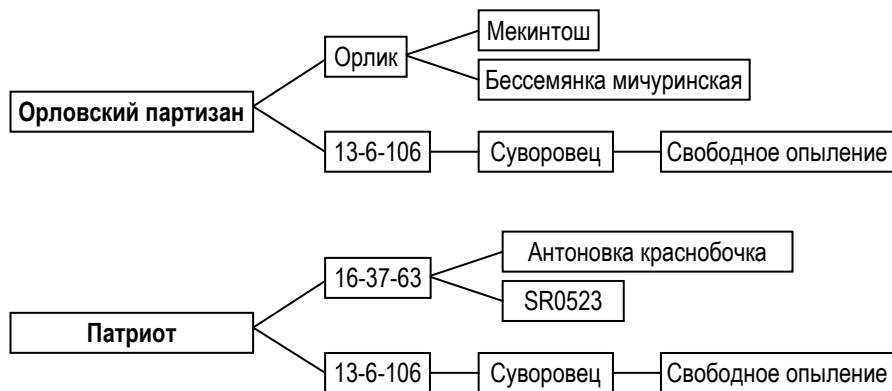 Мекинтош
Орлик
Бессемянка мичуринская
Орловский партизан
13-6-106 Суворовец Свободное опыление
Антоновка краснобочка
16-37-63
SR0523
Патриот
13-6-106 Суворовец Свободное опыление